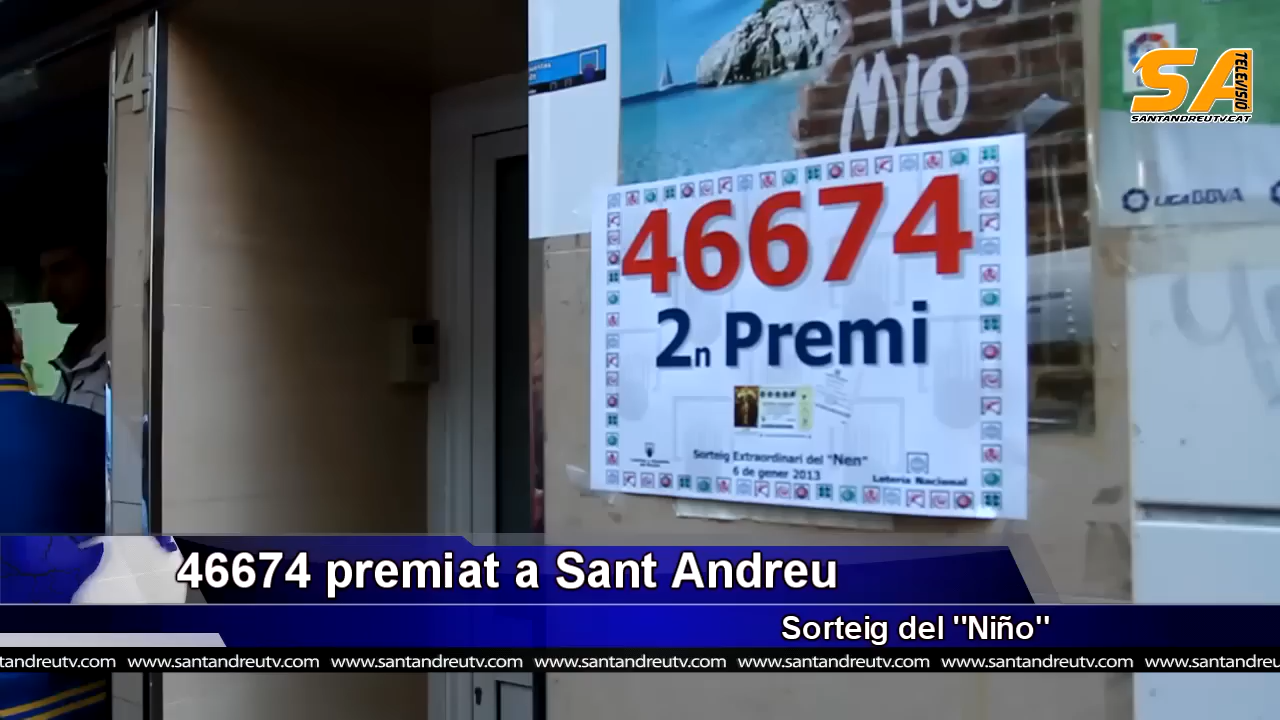 MIO
SA
TELEVISIÓ
SANTANDREUTV.CAT
LIGA BBVA
4
46674
2n Premi
Sorteig Extraordinari del "Nen"
6 de gener 2013
Lotería Nacional
46674 premiat a Sant Andreu
Sorteig del "Niño"
www.santandreutv.com www.santandreutv.com www.santandreutv.com www.santandreutv.com www.santandreutv.com www.santandreutv.com